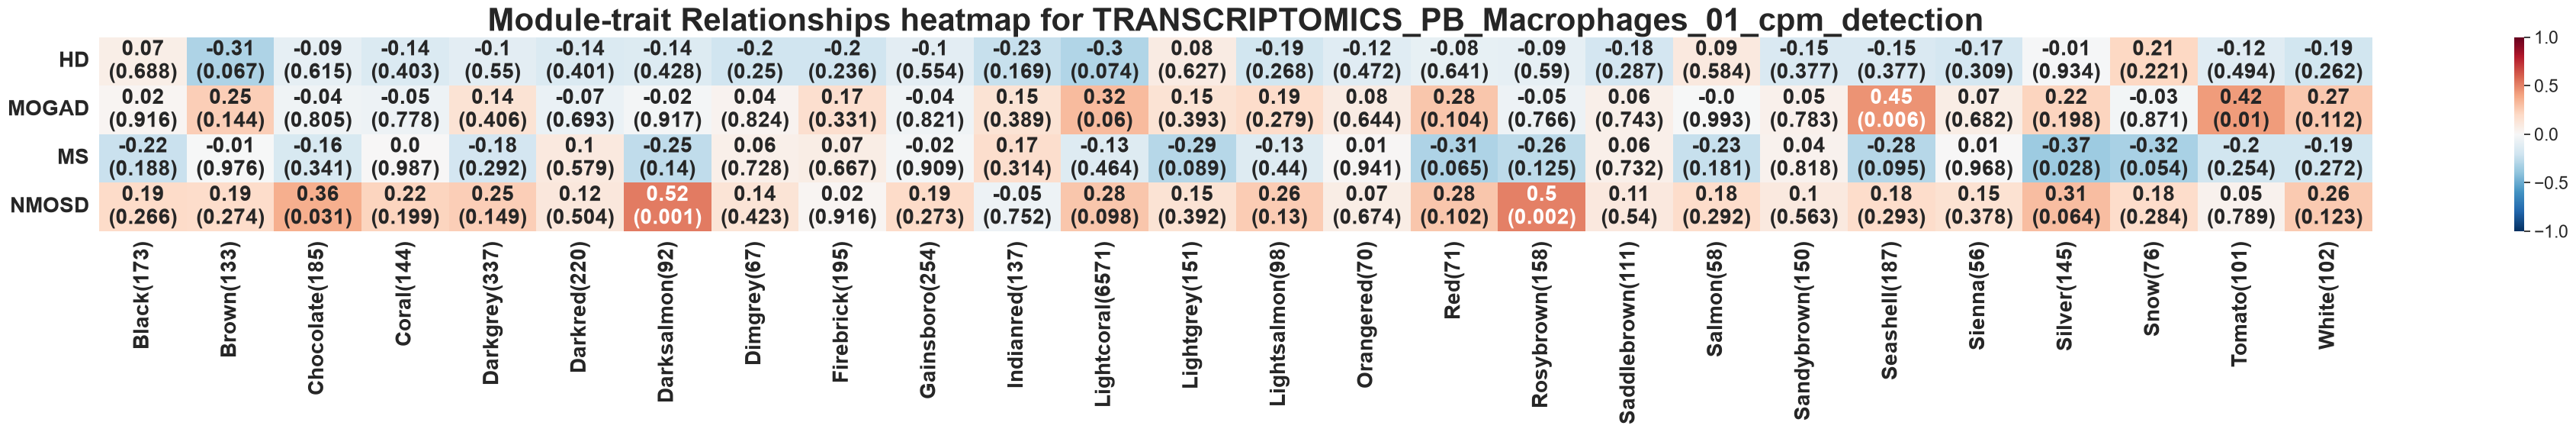 Module-trait Relationships heatmap for TRANSCRIPTOMICS_PB_Macrophages_01_cpm_detection
HD
0.07 -0.31 -0.09 -0.14 -0.1 -0.14 -0.14 -0.2 -0.2 -0.1 -0.23 -0.3 0.08 -0.19 -0.12 -0.08 -0.09 -0.18 0.09 -0.15 -0.15 -0.17 -0.01 0.21 -0.12 -0.19
(0.688) (0.067) (0.615) (0.403) (0.55) (0.401) (0.428) (0.25) (0.236) (0.554) (0.169) (0.074) (0.627) (0.268) (0.472) (0.641) (0.59) (0.287) (0.584) (0.377) (0.377) (0.309) (0.934) (0.221) (0.494) (0.262)
MOGAD
0.02 0.25 -0.04 -0.05 0.14 -0.07 -0.02 0.04 0.17 -0.04 0.15 0.32 0.15 0.19 0.08 0.28 -0.05 0.06 -0.0 0.05 0.45 0.07 0.22 -0.03 0.42 0.27
(0.916) (0.144) (0.805) (0.778) (0.406) (0.693) (0.917) (0.824) (0.331) (0.821) (0.389) (0.06) (0.393) (0.279) (0.644) (0.104) (0.766) (0.743) (0.993) (0.783) (0.006) (0.682) (0.198) (0.871) (0.01) (0.112)
MS
-0.22 -0.01 -0.16 0.0 -0.18 0.1 -0.25 0.06 0.07 -0.02 0.17 -0.13 -0.29 -0.13 0.01 -0.31 -0.26 0.06 -0.23 0.04 -0.28 0.01 -0.37 -0.32 -0.2 -0.19
(0.188) (0.976) (0.341) (0.987) (0.292) (0.579) (0.14) (0.728) (0.667) (0.909) (0.314) (0.464) (0.089) (0.44) (0.941) (0.065) (0.125) (0.732) (0.181) (0.818) (0.095) (0.968) (0.028) (0.054) (0.254) (0.272)
NMOSD
0.19 0.19 0.36 0.22 0.25 0.12 0.52 0.14 0.02 0.19 -0.05 0.28 0.15 0.26 0.07 0.28 0.5 0.11 0.18 0.1 0.18 0.15 0.31 0.18 0.05 0.26
(0.266) (0.274) (0.031) (0.199) (0.149) (0.504) (0.001) (0.423) (0.916) (0.273) (0.752) (0.098) (0.392) (0.13) (0.674) (0.102) (0.002) (0.54) (0.292) (0.563) (0.293) (0.378) (0.064) (0.284) (0.789) (0.123)
Black(173)
Brown(133)
Chocolate(185)
Coral(144)
Darkgrey(337)
Darkred(220)
Darksalmon(92)
Dimgrey(67)
Firebrick(195)
Gainsboro(254)
Indianred(137)
Lightcoral(6571)
Lightgrey(151)
Lightsalmon(98)
Orangered(70)
Red(71)
Rosybrown(158)
Saddlebrown(111)
Salmon(58)
Sandybrown(150)
Seashell(187)
Sienna(56)
Silver(145)
Snow(76)
Tomato(101)
White(102)
1.0
0.5
0.0
−0.5
−1.0